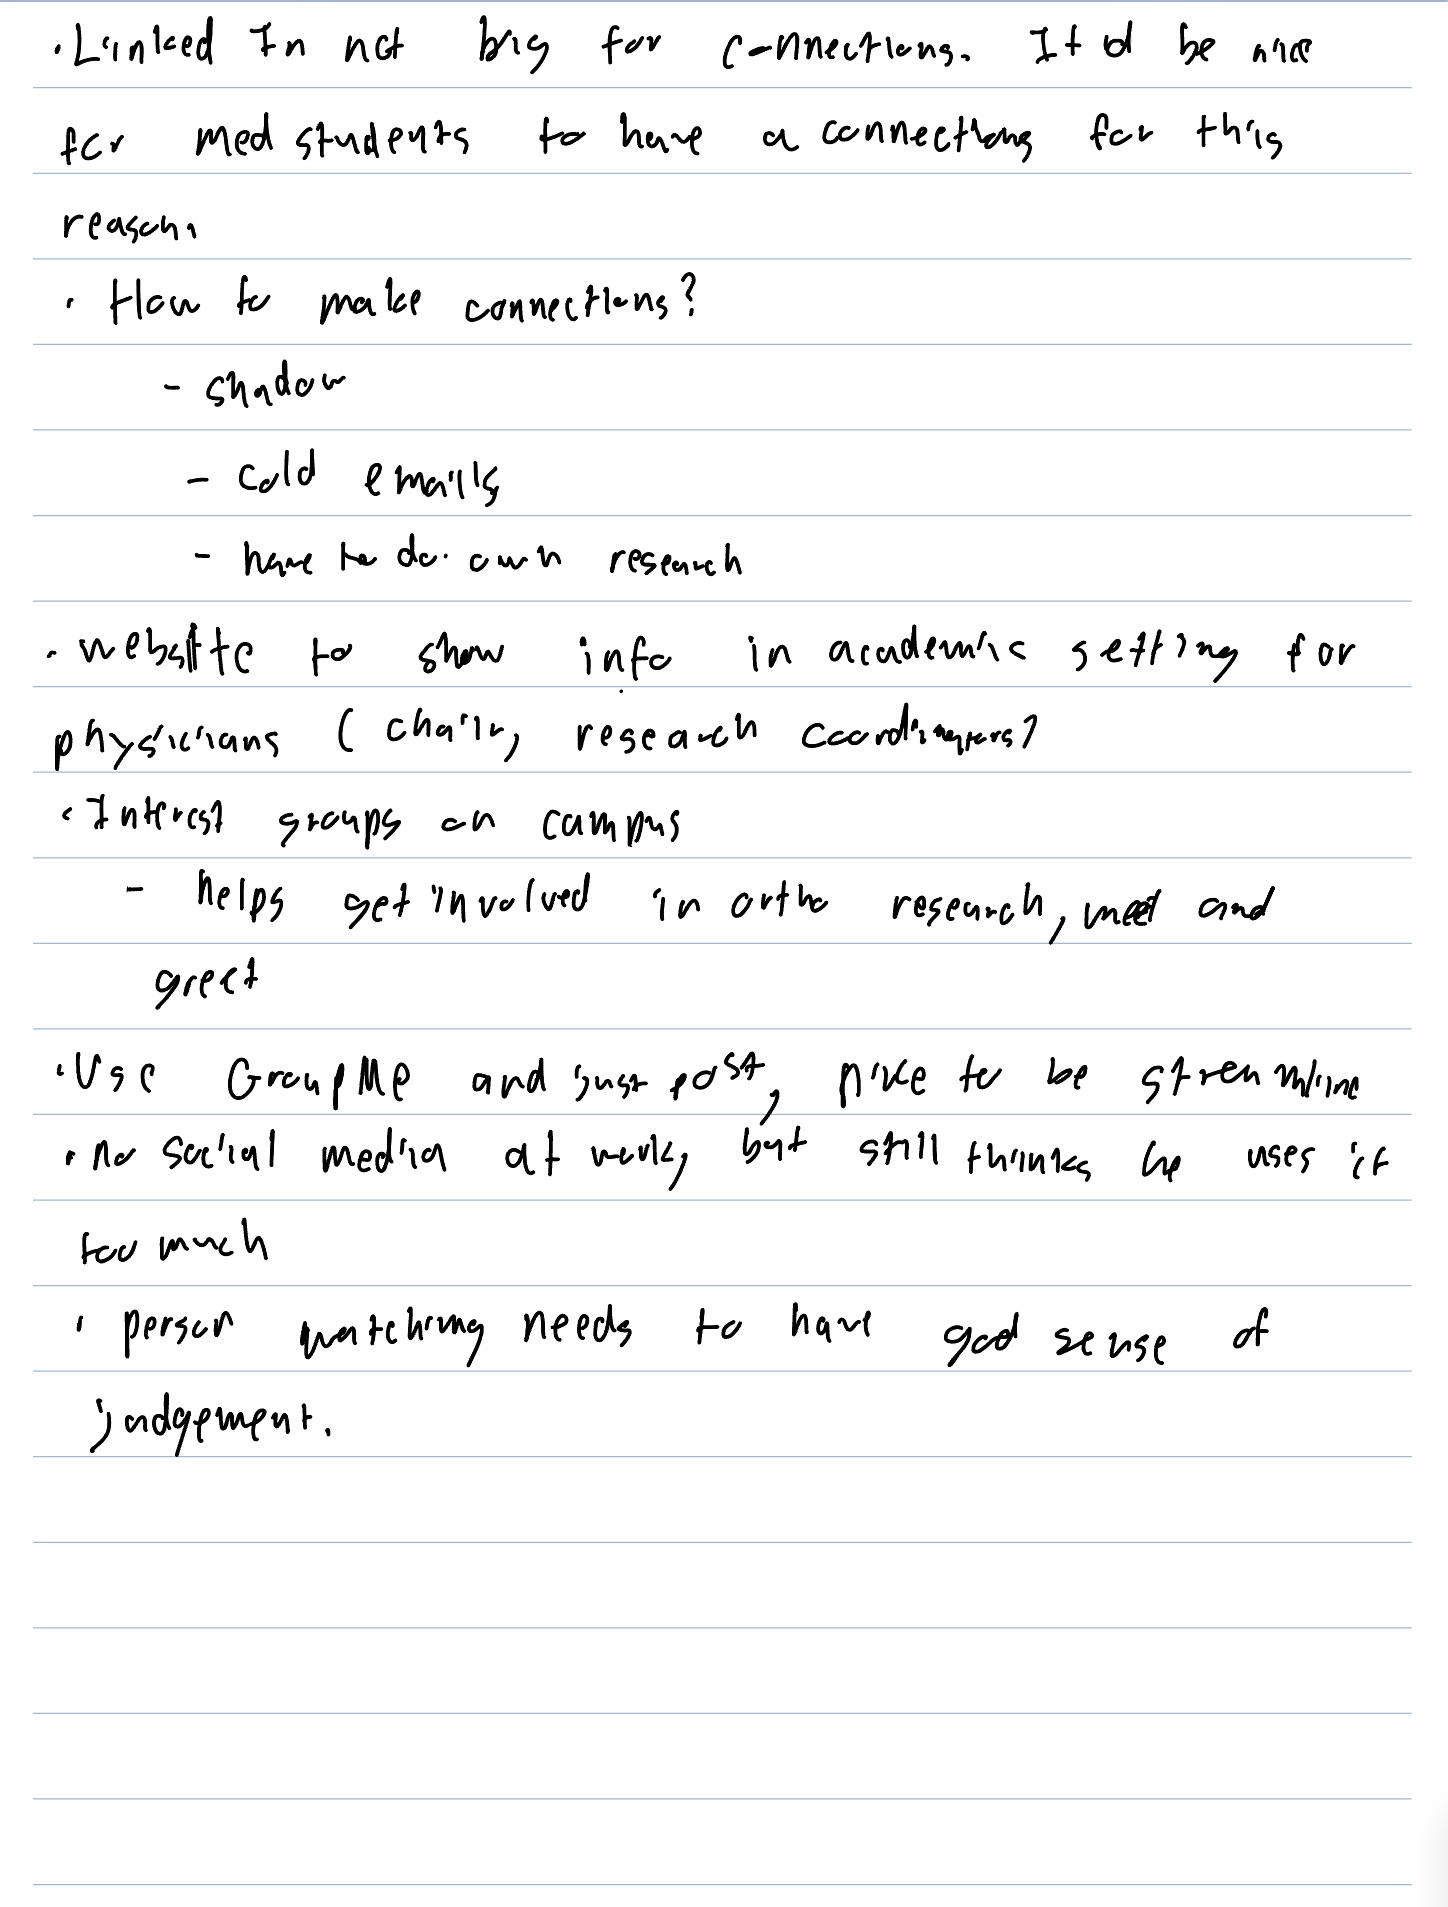 · Linked In not big for connections. It'd be nice
for med students to have a connections for this
reason.
· How to make connections?
- shadow
- cold emails
- have to do own research
· website to show info in academic setting for
physicians (chair, research coordinators)
· Interest groups on campus
- helps get involved in ortho research, meet and
greet
· Use GroupMe and just post, nice to be streamline
· no social media at work, but still thinks he uses it
too much
· person watching needs to have good sense of
judgement.